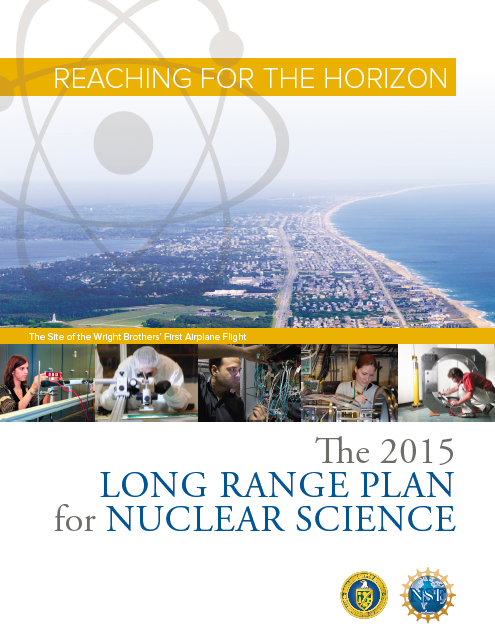 REACHING FOR THE HORIZON
The Site of the Wright Brothers' First Airplane Flight
The 2015
LONG RANGE PLAN
for NUCLEAR SCIENCE
NSF